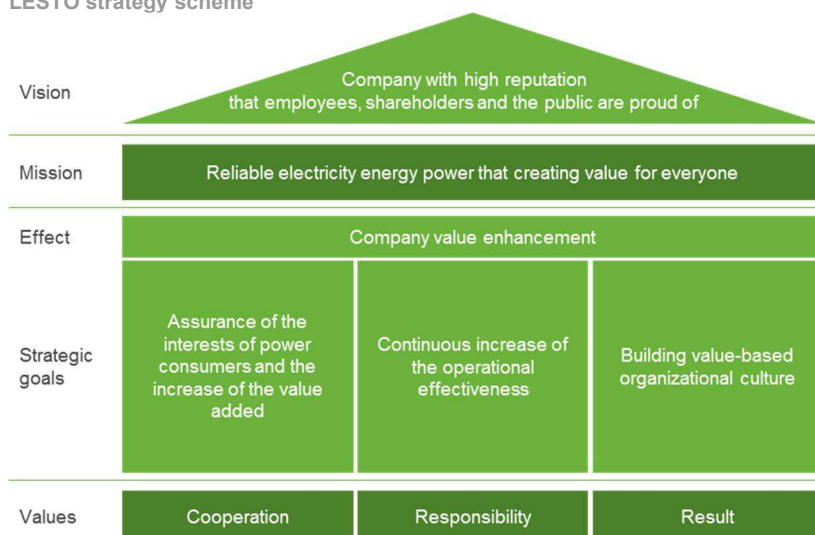 LESTO strategy scheme
Vision
Company with high reputation
that employees, shareholders and the public are proud of
Mission
Reliable electricity energy power that creating value for everyone
Effect
Company value enhancement
Strategic
goals
Assurance of the
interests of power
consumers and the
increase of the value
added
Continuous increase of
the operational
effectiveness
Building value-based
organizational culture
Values
Cooperation
Responsibility
Result